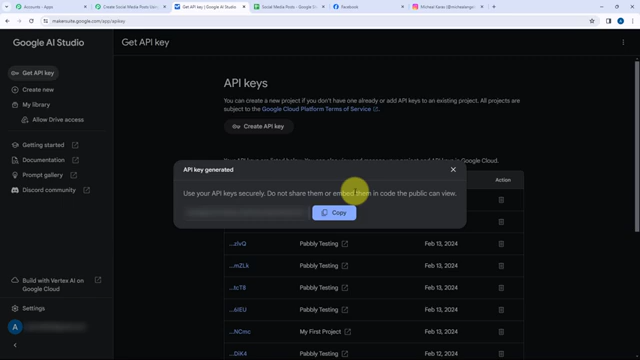 Accounts - Apps
Create Social Media Posts Using
Get API key | Google AI Studio
Social Media Posts - Google She
Facebook
makersuite.google.com/app/apikey
Google AI Studio
Get API key
Get API key
Create new
My library
Allow Drive access
Getting started
Documentation
Prompt gallery
Discord community
Build with Vertex AI on
Google Cloud
Settings
A
API keys
You can create a new project if you don't have one already or add API keys to an existing project. All projects are
subject to the Google Cloud Platform Terms of Service.
Create API key
API key generated
Use your API keys securely. Do not share them or embed them in code the public can view.
Copy
Action
...zlvQ Pabbly Testing Feb 13, 2024
...mZLk Pabbly Testing Feb 13, 2024
...tcT8 Pabbly Testing Feb 13, 2024
Pabbly Testing Feb 13, 2024
...NCmc My First Project Feb 13, 2024
...DiK4 Pabbly Testing Feb 12, 2024